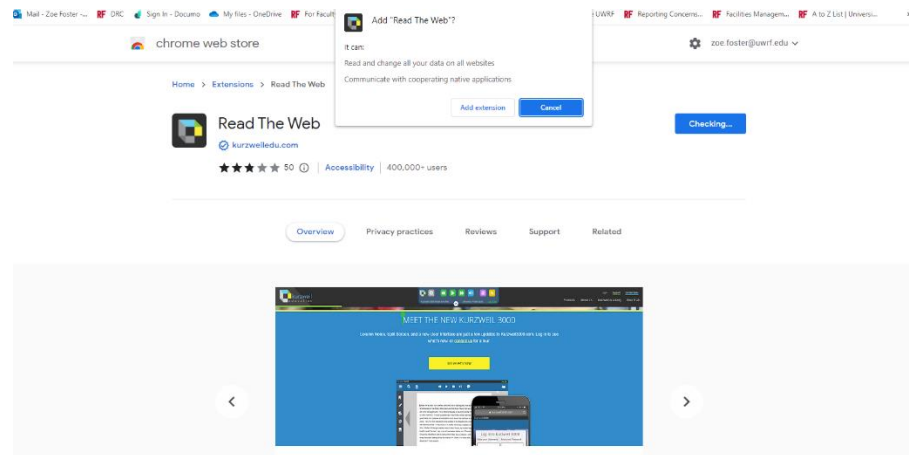 Mail - Zoe Foster -... DRC Sign In - Documo My files - OneDrive For Facult UWRF Reporting Concerns... Facilities Managem... A to Z List | Universi...
chrome web store
zoe.foster@uwrf.edu
Add "Read The Web"?
It can:
Read and change all your data on all websites
Communicate with cooperating native applications
Add extension Cancel
Home > Extensions > Read The Web
Read The Web
Checking...
kurzweiledu.com
50 | Accessibility | 400,000+ users
Overview Privacy practices Reviews Support Related
MEET THE NEW KURZWEIL 3000